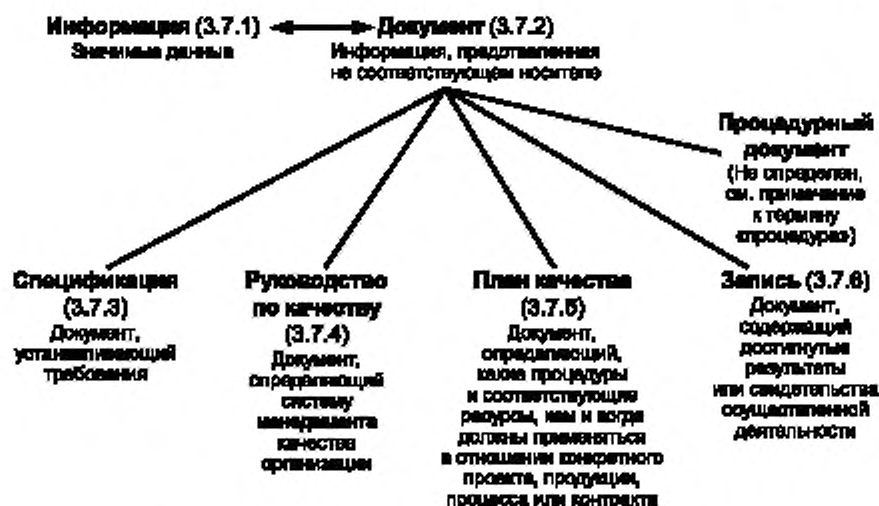 Информация (3.7.1)
Значимые данные
Документ (3.7.2)
Информация, представленная
на соответствующем носителе
Процедурный
документ
(Не определен,
см. примечание
к термину
«процедура»)
Спецификация
(3.7.3)
Документ,
устанавливающий
требования
Руководство
по качеству
(3.7.4)
Документ,
определяющий
систему
менеджмента
качества
организации
План качества
(3.7.5)
Документ,
определяющий,
какие процедуры
и соответствующие
ресурсы, кем и когда
должны применяться
в отношении конкретного
проекта, продукции,
процесса или контракта
Запись (3.7.6)
Документ,
содержащий
достигнутые
результаты
или свидетельства
осуществленной
деятельности